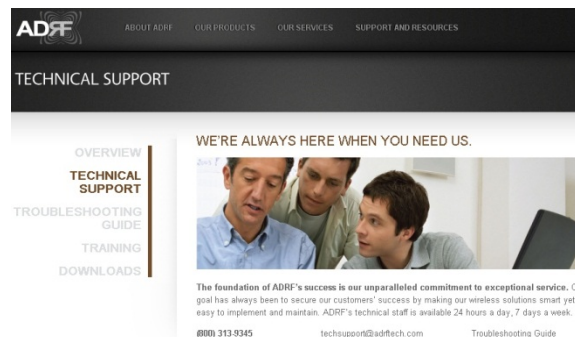 ADRF
ABOUT ADRF OUR PRODUCTS OUR SERVICES SUPPORT AND RESOURCES
TECHNICAL SUPPORT
OVERVIEW
TECHNICAL
SUPPORT
TROUBLESHOOTING
GUIDE
TRAINING
DOWNLOADS
WE'RE ALWAYS HERE WHEN YOU NEED US.
The foundation of ADRF's success is our unparalleled commitment to exceptional service.
goal has always been to secure our customers' success by making our wireless solutions smart yet
easy to implement and maintain. ADRF's technical staff is available 24 hours a day, 7 days a week.
(800) 313-9345 techsupport@adrftech.com Troubleshooting Guide